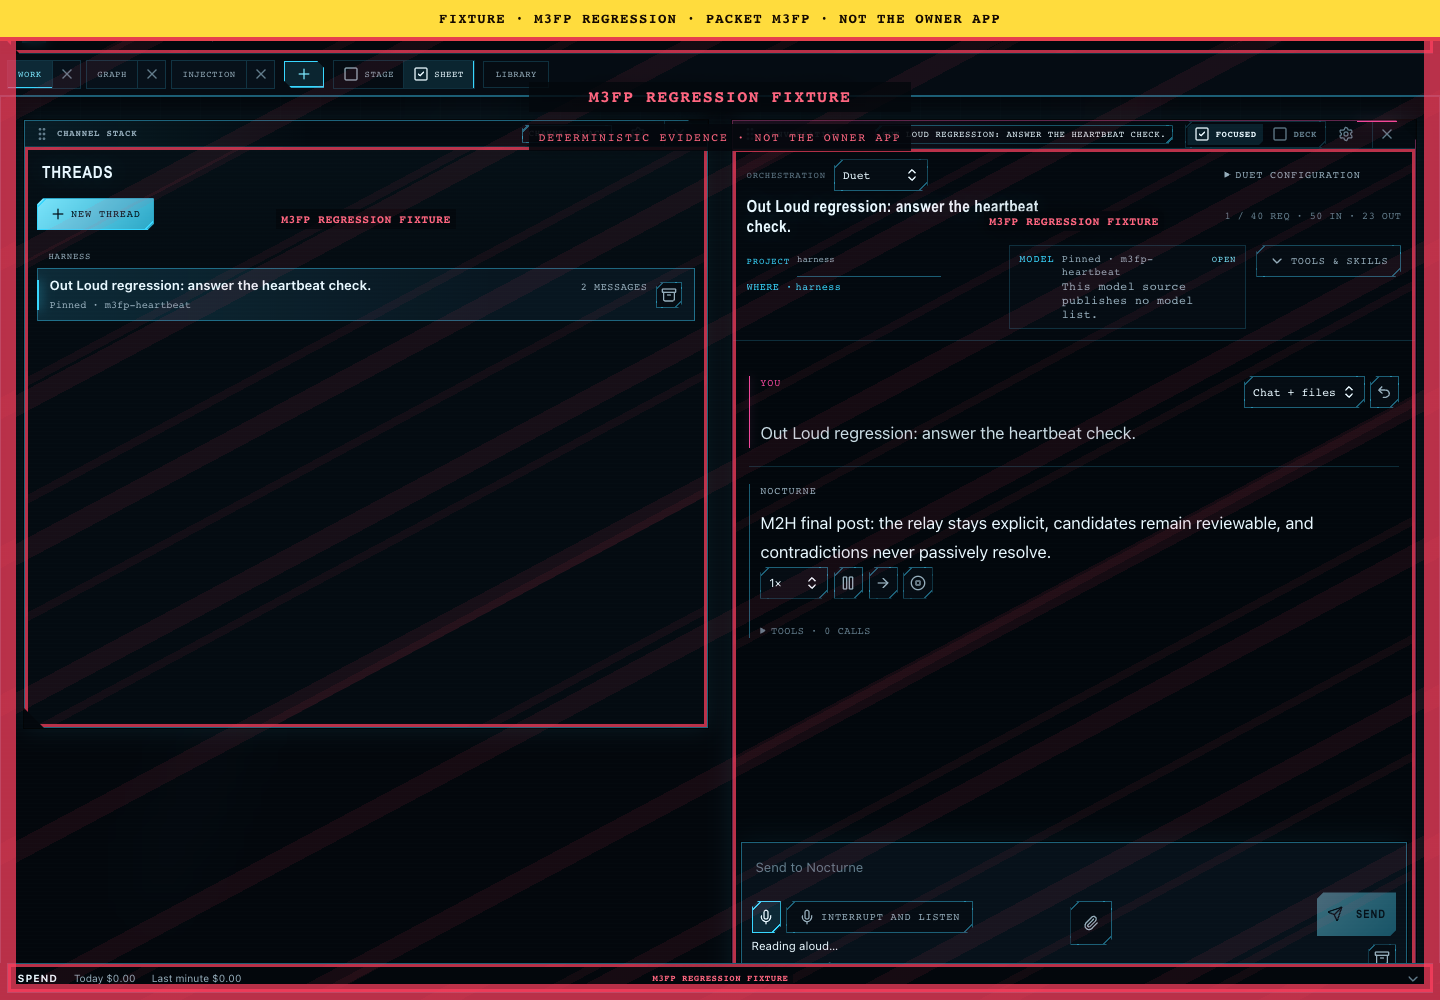 FIXTURE · M3FP REGRESSION · PACKET M3FP · NOT THE OWNER APP
WORK
GRAPH
INJECTION
STAGE
SHEET
LIBRARY
M3FP REGRESSION FIXTURE
DETERMINISTIC EVIDENCE · NOT THE OWNER APP
CHANNEL STACK
OUD REGRESSION: ANSWER THE HEARTBEAT CHECK.
FOCUSED
DECK
THREADS
NEW THREAD
M3FP REGRESSION FIXTURE
HARNESS
Out Loud regression: answer the heartbeat check.
Pinned · m3fp-heartbeat
2 MESSAGES
ORCHESTRATION
Duet
DUET CONFIGURATION
Out Loud regression: answer the heartbeat
check.
M3FP REGRESSION FIXTURE
1 / 40 REQ · 50 IN · 23 OUT
PROJECT harness
WHERE · harness
MODEL Pinned · m3fp-
heartbeat
OPEN
This model source
publishes no model
list.
TOOLS & SKILLS
YOU
Chat + files
Out Loud regression: answer the heartbeat check.
NOCTURNE
M2H final post: the relay stays explicit, candidates remain reviewable, and
contradictions never passively resolve.
1×
TOOLS · 0 CALLS
Send to Nocturne
INTERRUPT AND LISTEN
SEND
Reading aloud…
SPEND Today $0.00 Last minute $0.00
M3FP REGRESSION FIXTURE